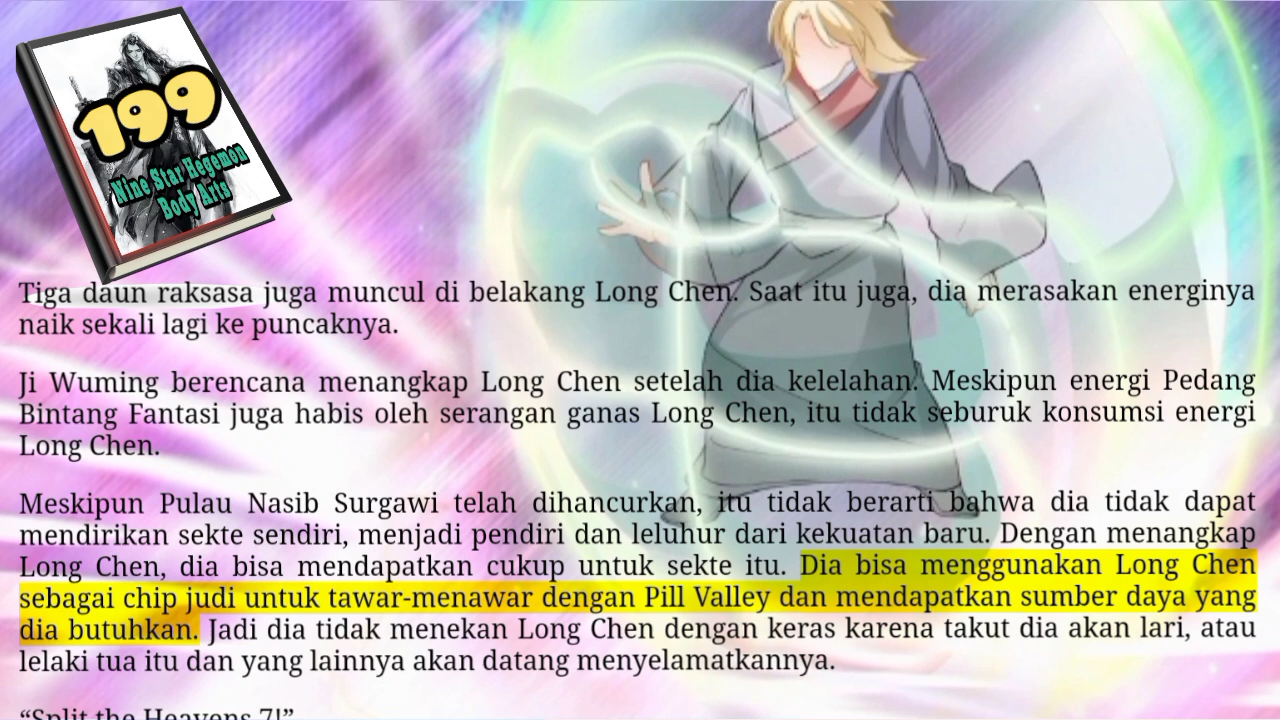 199
Nine Star Hegemon
Body Arts
Tiga daun raksasa juga muncul di belakang Long Chen. Saat itu juga, dia merasakan energinya
naik sekali lagi ke puncaknya.
Ji Wuming berencana menangkap Long Chen setelah dia kelelahan. Meskipun energi Pedang
Bintang Fantasi juga habis oleh serangan ganas Long Chen, itu tidak seburuk konsumsi energi
Long Chen.
Meskipun Pulau Nasib Surgawi telah dihancurkan, itu tidak berarti bahwa dia tidak dapat
mendirikan sekte sendiri, menjadi pendiri dan leluhur dari kekuatan baru. Dengan menangkap
Long Chen, dia bisa mendapatkan cukup untuk sekte itu. Dia bisa menggunakan Long Chen
sebagai chip judi untuk tawar-menawar dengan Pill Valley dan mendapatkan sumber daya yang
dia butuhkan. Jadi dia tidak menekan Long Chen dengan keras karena takut dia akan lari, atau
lelaki tua itu dan yang lainnya akan datang menyelamatkannya.
“Split the Heavens 7!”